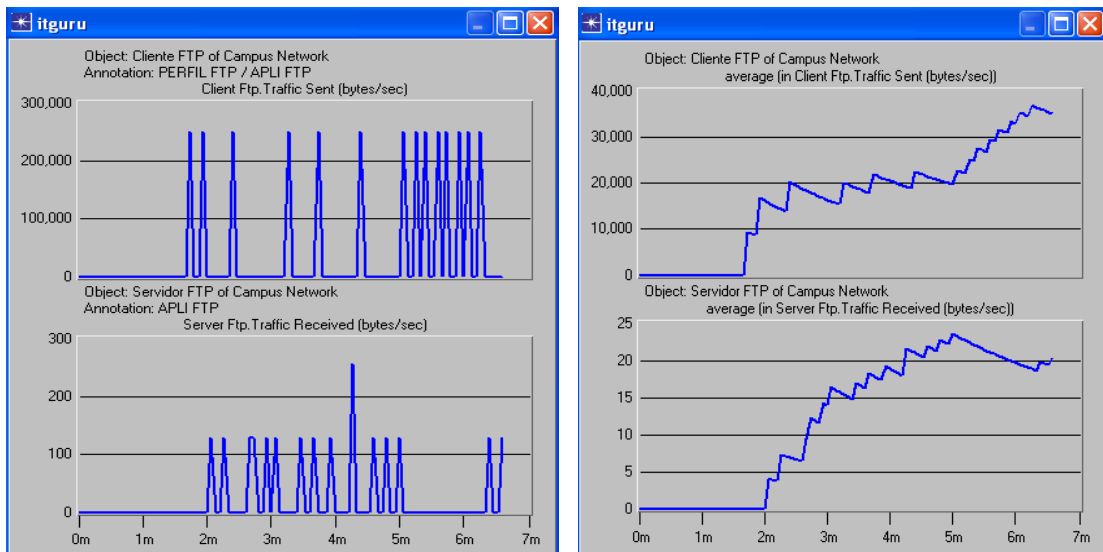 itguru
Object: Cliente FTP of Campus Network
Annotation: PERFIL FTP / APLI FTP
Client Ftp.Traffic Sent (bytes/sec)
300,000
200,000
100,000
0
Object: Servidor FTP of Campus Network
Annotation: APLI FTP
Server Ftp.Traffic Received (bytes/sec)
300
200
100
0
0m 1m 2m 3m 4m 5m 6m 7m
itguru
Object: Cliente FTP of Campus Network
average (in Client Ftp.Traffic Sent (bytes/sec))
40,000
30,000
20,000
10,000
0
Object: Servidor FTP of Campus Network
average (in Server Ftp.Traffic Received (bytes/sec))
25
20
15
10
5
0
0m 1m 2m 3m 4m 5m 6m 7m